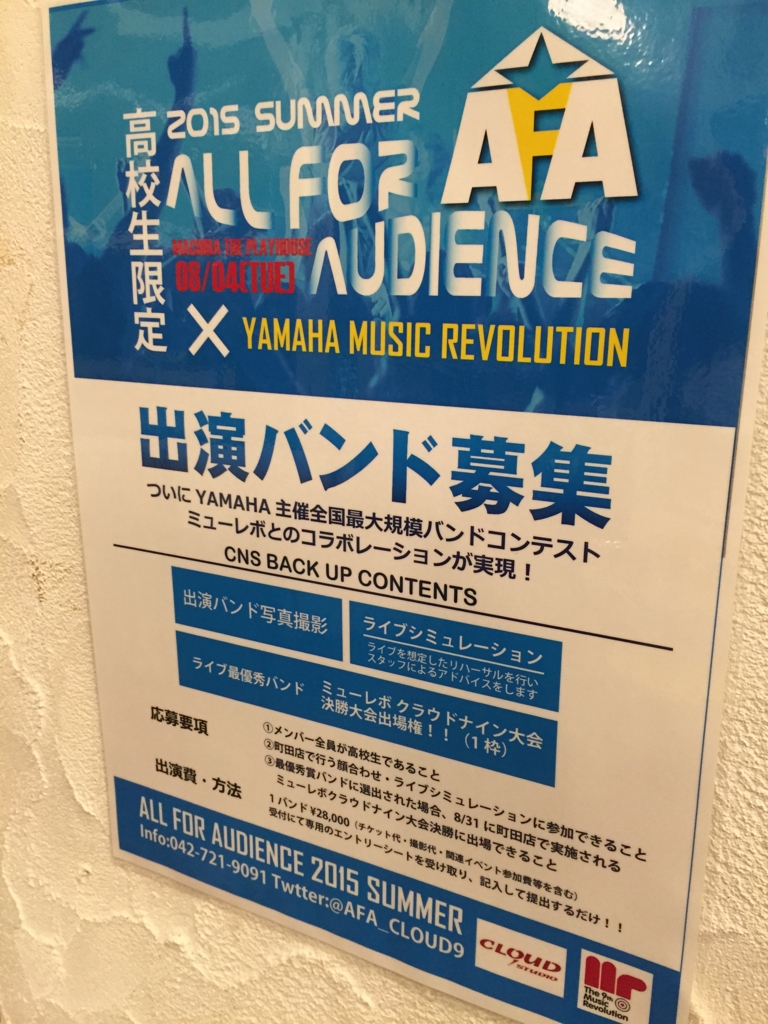 高校生限定
2015 SUMMER
ALL FOR
AUDIENCE
AFA
MACHIDA THE PLAYHOUSE
08/04(TUE)
× YAMAHA MUSIC REVOLUTION
出演バンド募集
ついに YAMAHA 主催全国最大規模バンドコンテスト
ミューレボとのコラボレーションが実現！
CNS BACK UP CONTENTS
出演バンド写真撮影
ライブシミュレーション
ライブを想定したリハーサルを行い
スタッフによるアドバイスをします
ライブ最優秀バンド ミューレボ クラウドナイン大会
決勝大会出場権！！（1 枠）
応募要項
①メンバー全員が高校生であること
②町田店で行う顔合わせ・ライブシミュレーションに参加できること
③最優秀賞バンドに選出された場合、8/31 に町田店で実施される
ミューレボクラウドナイン大会決勝に出場できること
出演費・方法
1 バンド ¥28,000（チケット代・撮影代・関連イベント参加費等を含む）
受付にて専用のエントリーシートを受け取り、記入して提出するだけ！！
ALL FOR AUDIENCE 2015 SUMMER
Info:042-721-9091 Twtter:@AFA_CLOUD9
CLOUD
9 STUDIO
The 9th
Music
Revolution